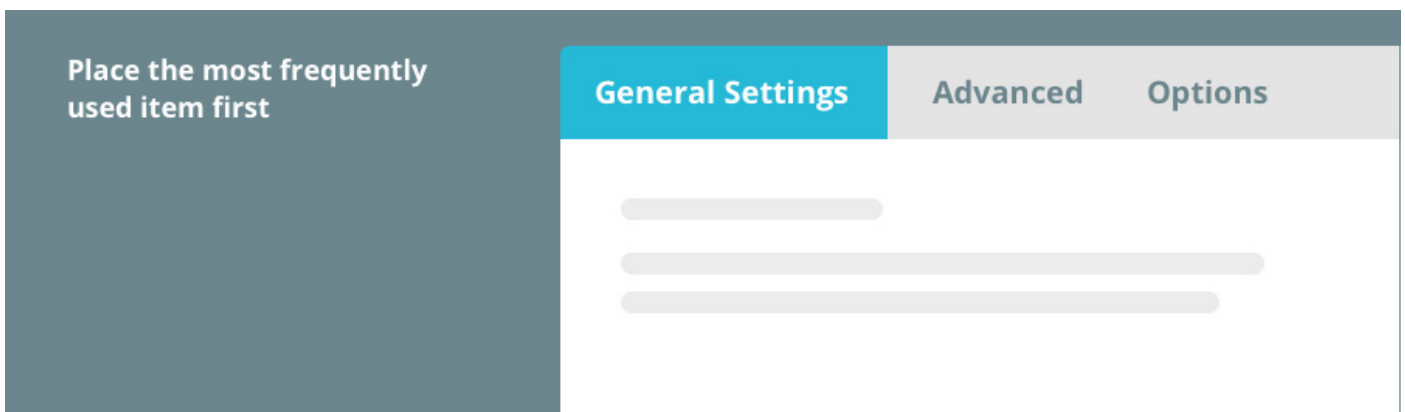 Place the most frequently
used item first
General Settings
Advanced
Options